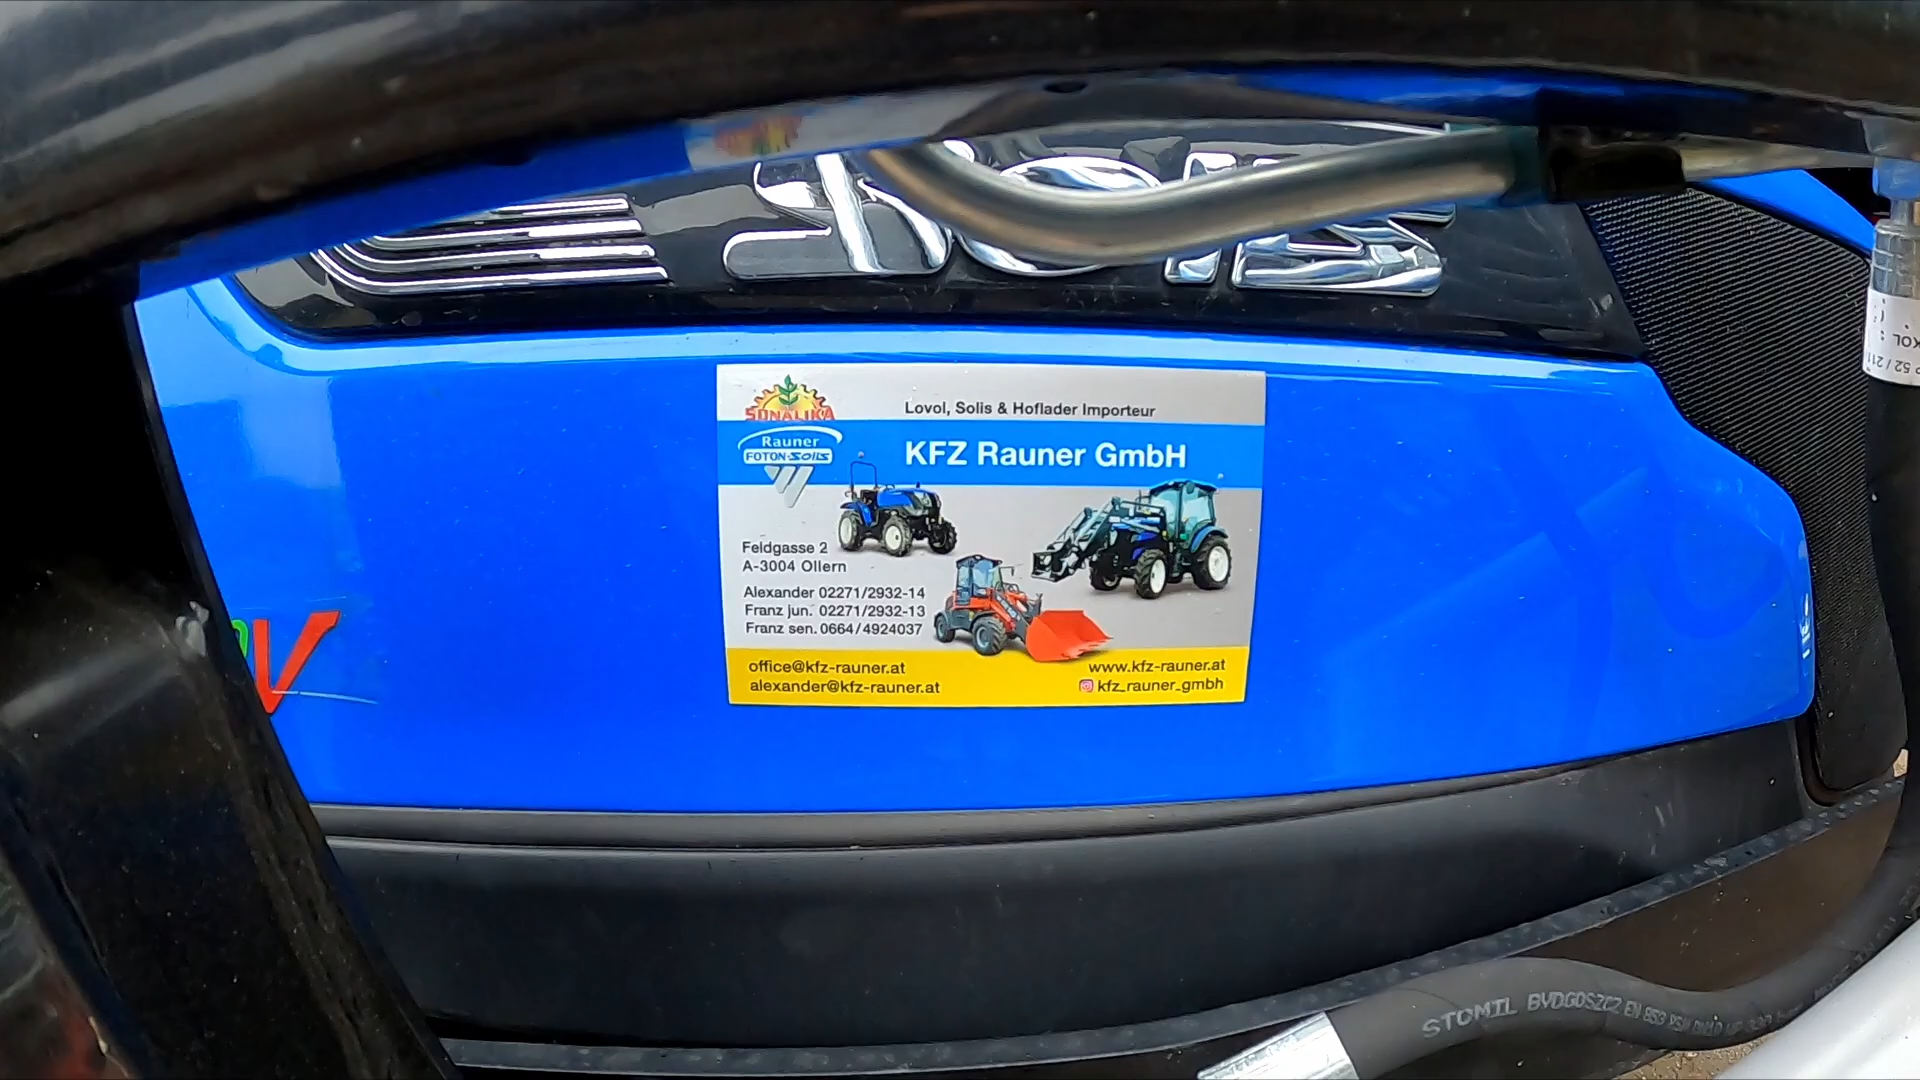 SOLIS
SONALIKA
Lovol, Solis & Hoflader Importeur
Rauner
FOTON-SOLIS
KFZ Rauner GmbH
Feldgasse 2
A-3004 Ollern
Alexander 02271/2932-14
Franz jun. 02271/2932-13
Franz sen. 0664/4924037
office@kfz-rauner.at
alexander@kfz-rauner.at
www.kfz-rauner.at
kfz_rauner_gmbh
STOMIL BYDGOSZCZ EN 853